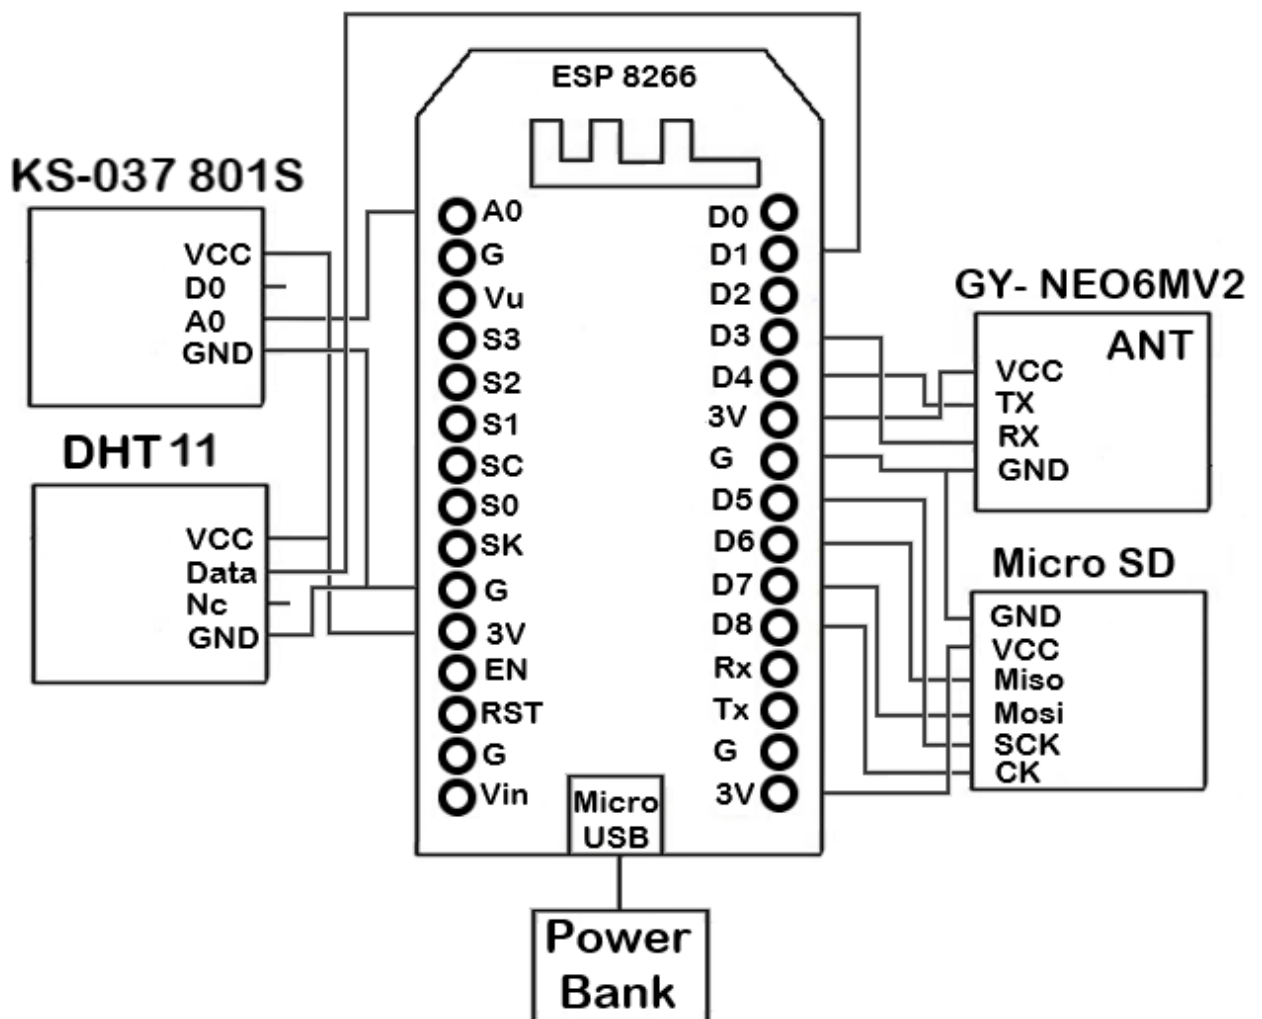 ESP 8266
KS-037 801S
VCC
D0
A0
GND
DHT 11
VCC
Data
Nc
GND
A0
G
Vu
S3
S2
S1
SC
S0
SK
G
3V
EN
RST
G
Vin
D0
D1
D2
D3
D4
3V
G
D5
D6
D7
D8
Rx
Tx
G
3V
GY- NEO6MV2
ANT
VCC
TX
RX
GND
Micro SD
GND
VCC
Miso
Mosi
SCK
CK
Micro
USB
Power
Bank